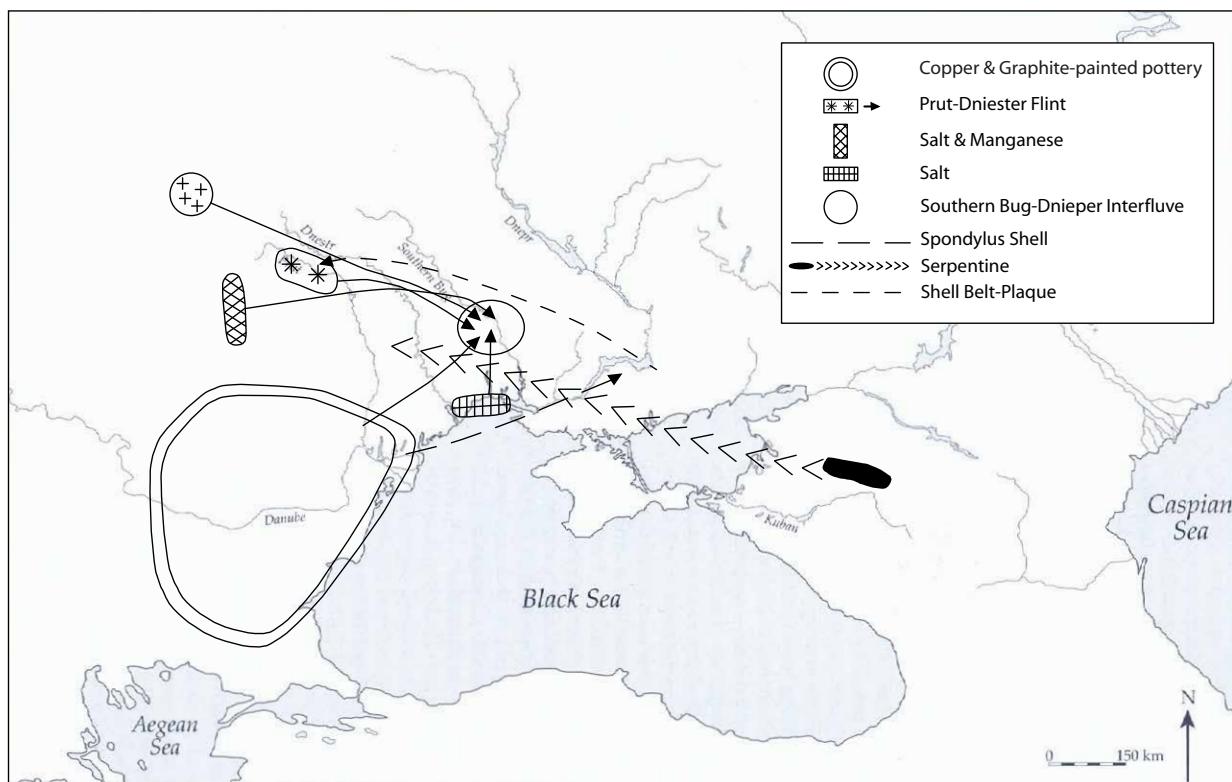 Copper & Graphite-painted pottery
Prut-Dniester Flint
Salt & Manganese
Salt
Southern Bug-Dnieper Interfluve
Spondylus Shell
Serpentine
Shell Belt-Plaque
Dnestr
Southern Bug
Dnepr
Danube
Kuban
Black Sea
Caspian
Sea
Aegean
Sea
N
0 150 km